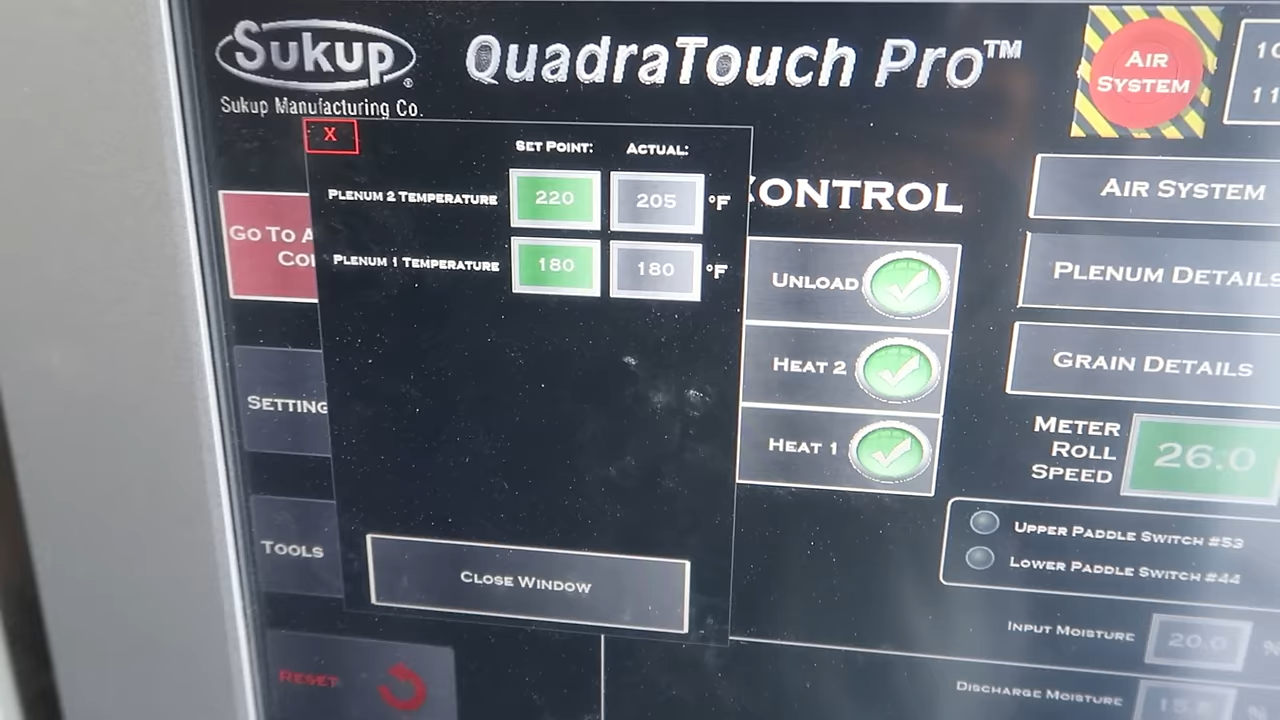 Sukup®
Sukup Manufacturing Co.
QuadraTouch Pro™
AIR
SYSTEM
10
11
X
SET POINT: ACTUAL:
PLENUM 2 TEMPERATURE 220 205 °F
PLENUM 1 TEMPERATURE 180 180 °F
CLOSE WINDOW
GO TO A
COL
SETTING
TOOLS
RESET
CONTROL
UNLOAD
HEAT 2
HEAT 1
AIR SYSTEM
PLENUM DETAILS
GRAIN DETAILS
METER
ROLL
SPEED
26.0
UPPER PADDLE SWITCH #53
LOWER PADDLE SWITCH #44
INPUT MOISTURE 20.0 %
DISCHARGE MOISTURE %